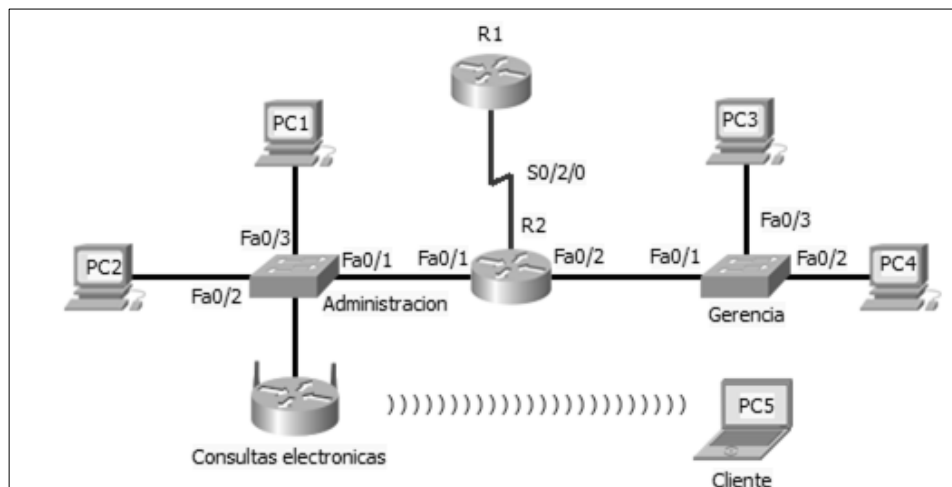 R1
PC1
PC3
S0/2/0
R2
Fa0/3
Fa0/3
PC2
Fa0/1
Fa0/1
Fa0/2
Fa0/1
Fa0/2
PC4
Fa0/2
Administracion
Gerencia
PC5
Consultas electronicas
Cliente